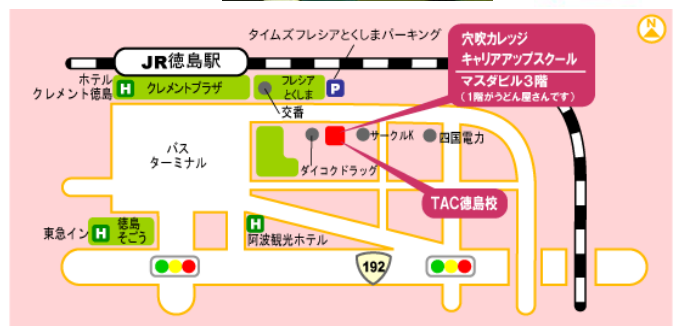 タイムズフレシアとくしまパーキング
N
穴吹カレッジ
キャリアアップスクール
マスダビル３階
（１階がうどん屋さんです）
JR徳島駅
ホテル
クレメント徳島
H
クレメントプラザ
フレシア
とくしま
P
交番
バス
ターミナル
ダイコクドラッグ
サークルK
四国電力
TAC徳島校
東急イン
H
徳島
そごう
H
阿波観光ホテル
192